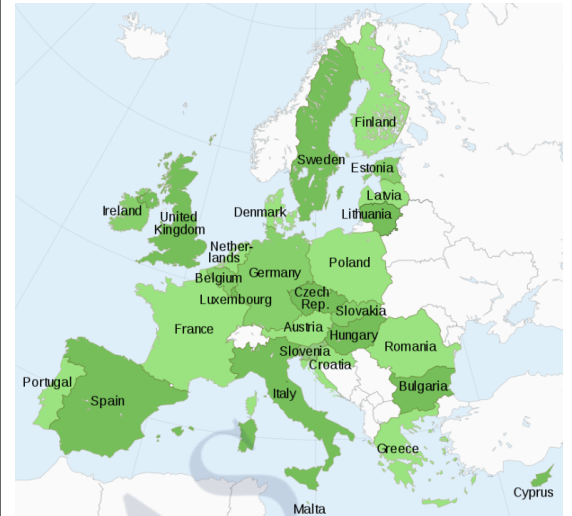 Finland
Sweden
Estonia
Latvia
Lithuania
Ireland
United
Kingdom
Denmark
Nether-
lands
Belgium
Luxembourg
Germany
Poland
Czech
Rep.
Slovakia
France
Austria
Hungary
Romania
Slovenia
Croatia
Portugal
Spain
Italy
Bulgaria
Greece
Cyprus
Malta